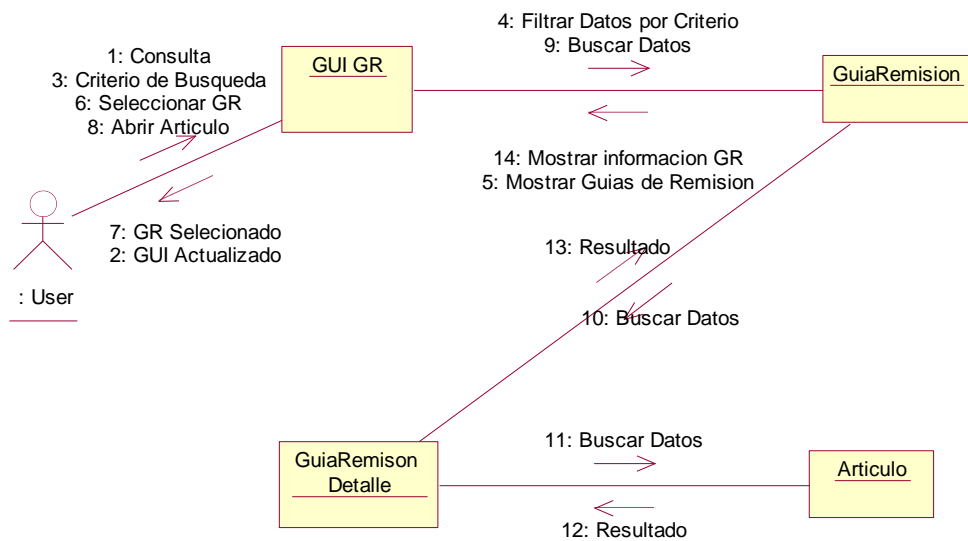 4: Filtrar Datos por Criterio
9: Buscar Datos
1: Consulta
3: Criterio de Busqueda
6: Seleccionar GR
8: Abrir Articulo
GUI GR
GuiaRemision
14: Mostrar informacion GR
5: Mostrar Guias de Remision
7: GR Selecionado
2: GUI Actualizado
13: Resultado
: User
10: Buscar Datos
11: Buscar Datos
GuiaRemison
Detalle
Articulo
12: Resultado